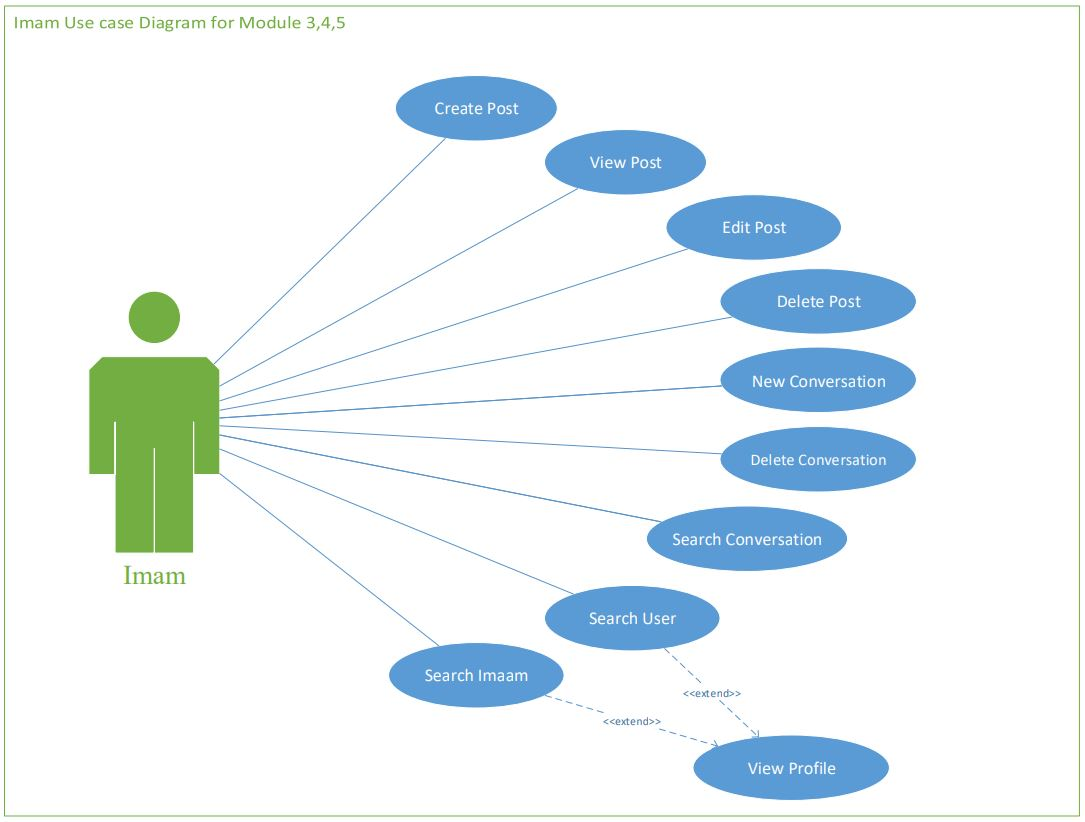 Imam Use case Diagram for Module 3,4,5
Create Post
View Post
Edit Post
Delete Post
New Conversation
Delete Conversation
Search Conversation
Imam
Search User
Search Imaam
<<extend>>
<<extend>>
View Profile